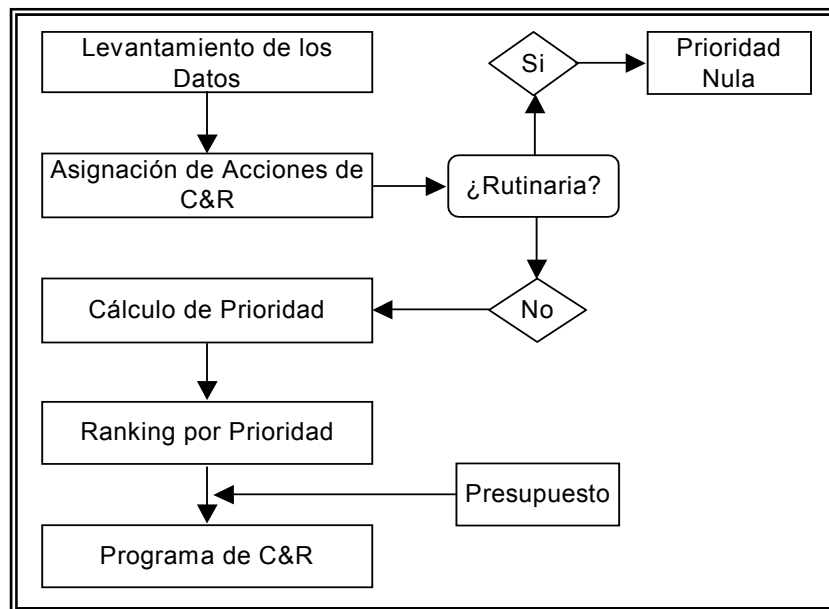 Levantamiento de los
Datos
Si
Prioridad
Nula
Asignación de Acciones de
C&R
¿Rutinaria?
Cálculo de Prioridad
No
Ranking por Prioridad
Presupuesto
Programa de C&R